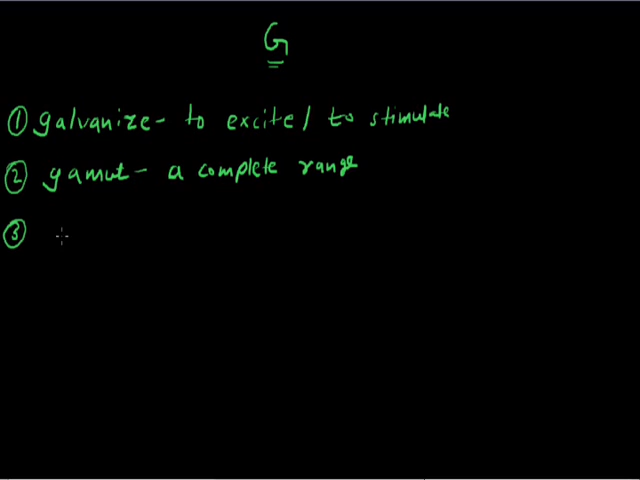 G
① galvanize - to excite / to stimulate
② gamut - a complete range
③